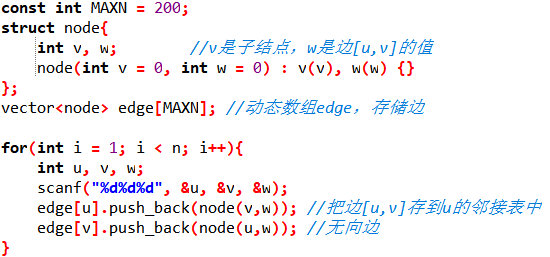 const int MAXN = 200;
struct node{
    int v, w;          //v是子结点，w是边[u,v]的值
    node(int v = 0, int w = 0) : v(v), w(w) {}
};
vector<node> edge[MAXN]; //动态数组edge，存储边
for(int i = 1; i < n; i++){
    int u, v, w;
    scanf("%d%d%d", &u, &v, &w);
    edge[u].push_back(node(v,w)); //把边[u,v]存到u的邻接表中
    edge[v].push_back(node(u,w)); //无向边
}